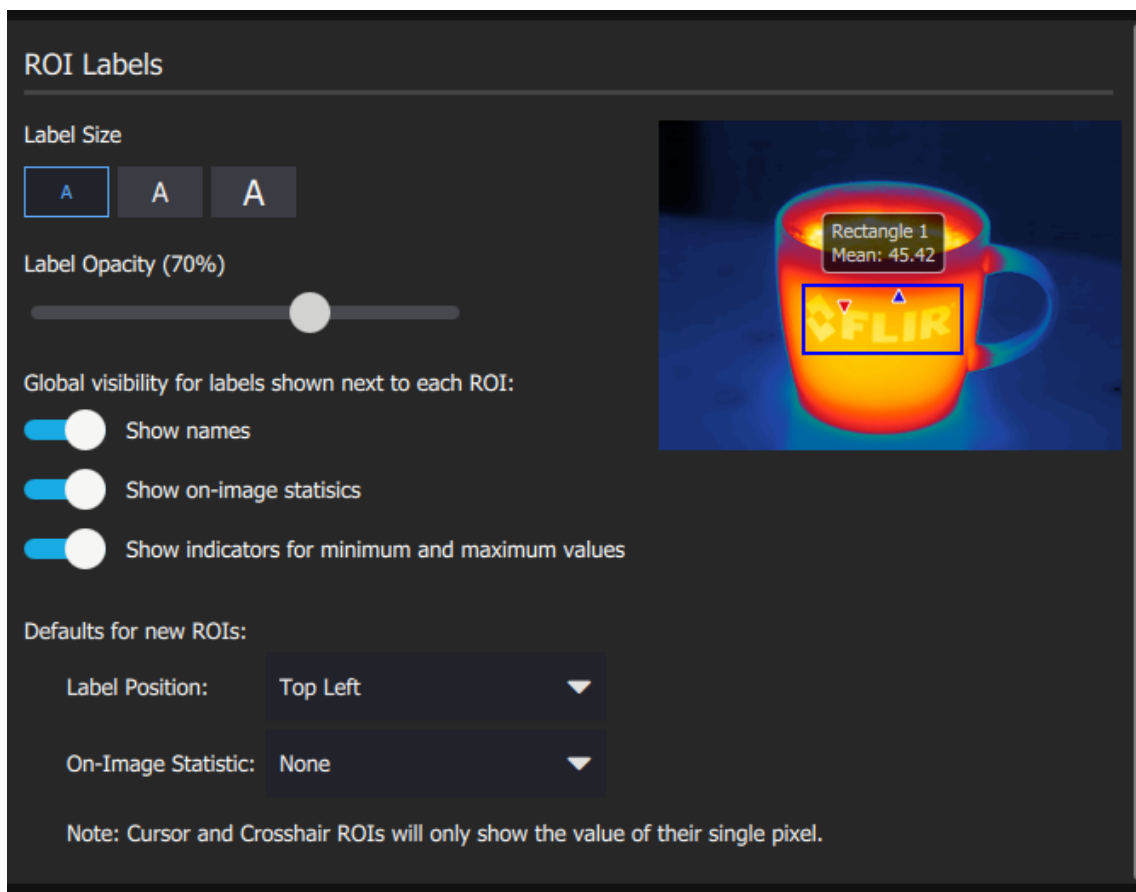 ROI Labels
Label Size
A A A
Label Opacity (70%)
Global visibility for labels shown next to each ROI:
Show names
Show on-image statisics
Show indicators for minimum and maximum values
Defaults for new ROIs:
Label Position: Top Left
On-Image Statistic: None
Note: Cursor and Crosshair ROIs will only show the value of their single pixel.
Rectangle 1
Mean: 45.42
FLIR